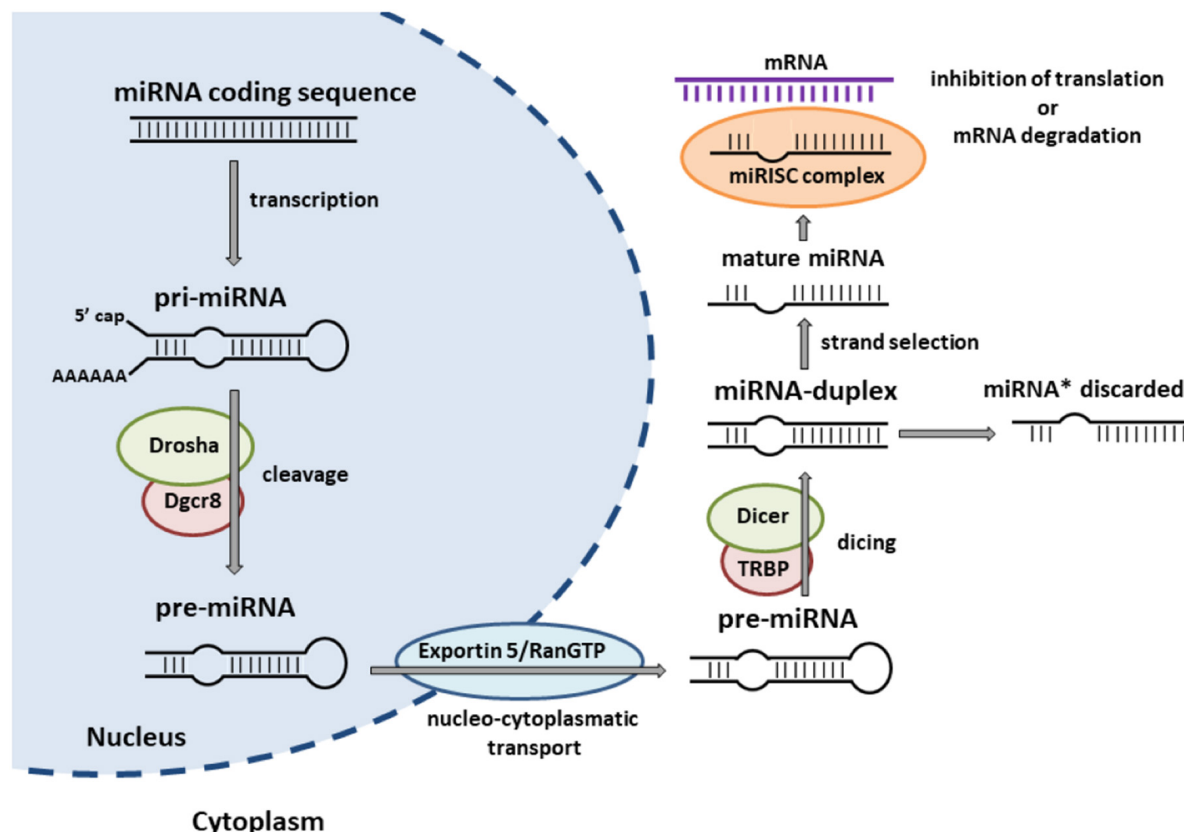 miRNA coding sequence
transcription
pri-miRNA
5’ cap
AAAAAA
Drosha
Dgcr8
cleavage
pre-miRNA
Nucleus
Cytoplasm
Exportin 5/RanGTP
nucleo-cytoplasmatic
transport
pre-miRNA
Dicer
TRBP
dicing
miRNA-duplex
miRNA* discarded
strand selection
mature miRNA
miRISC complex
mRNA
inhibition of translation
or
mRNA degradation